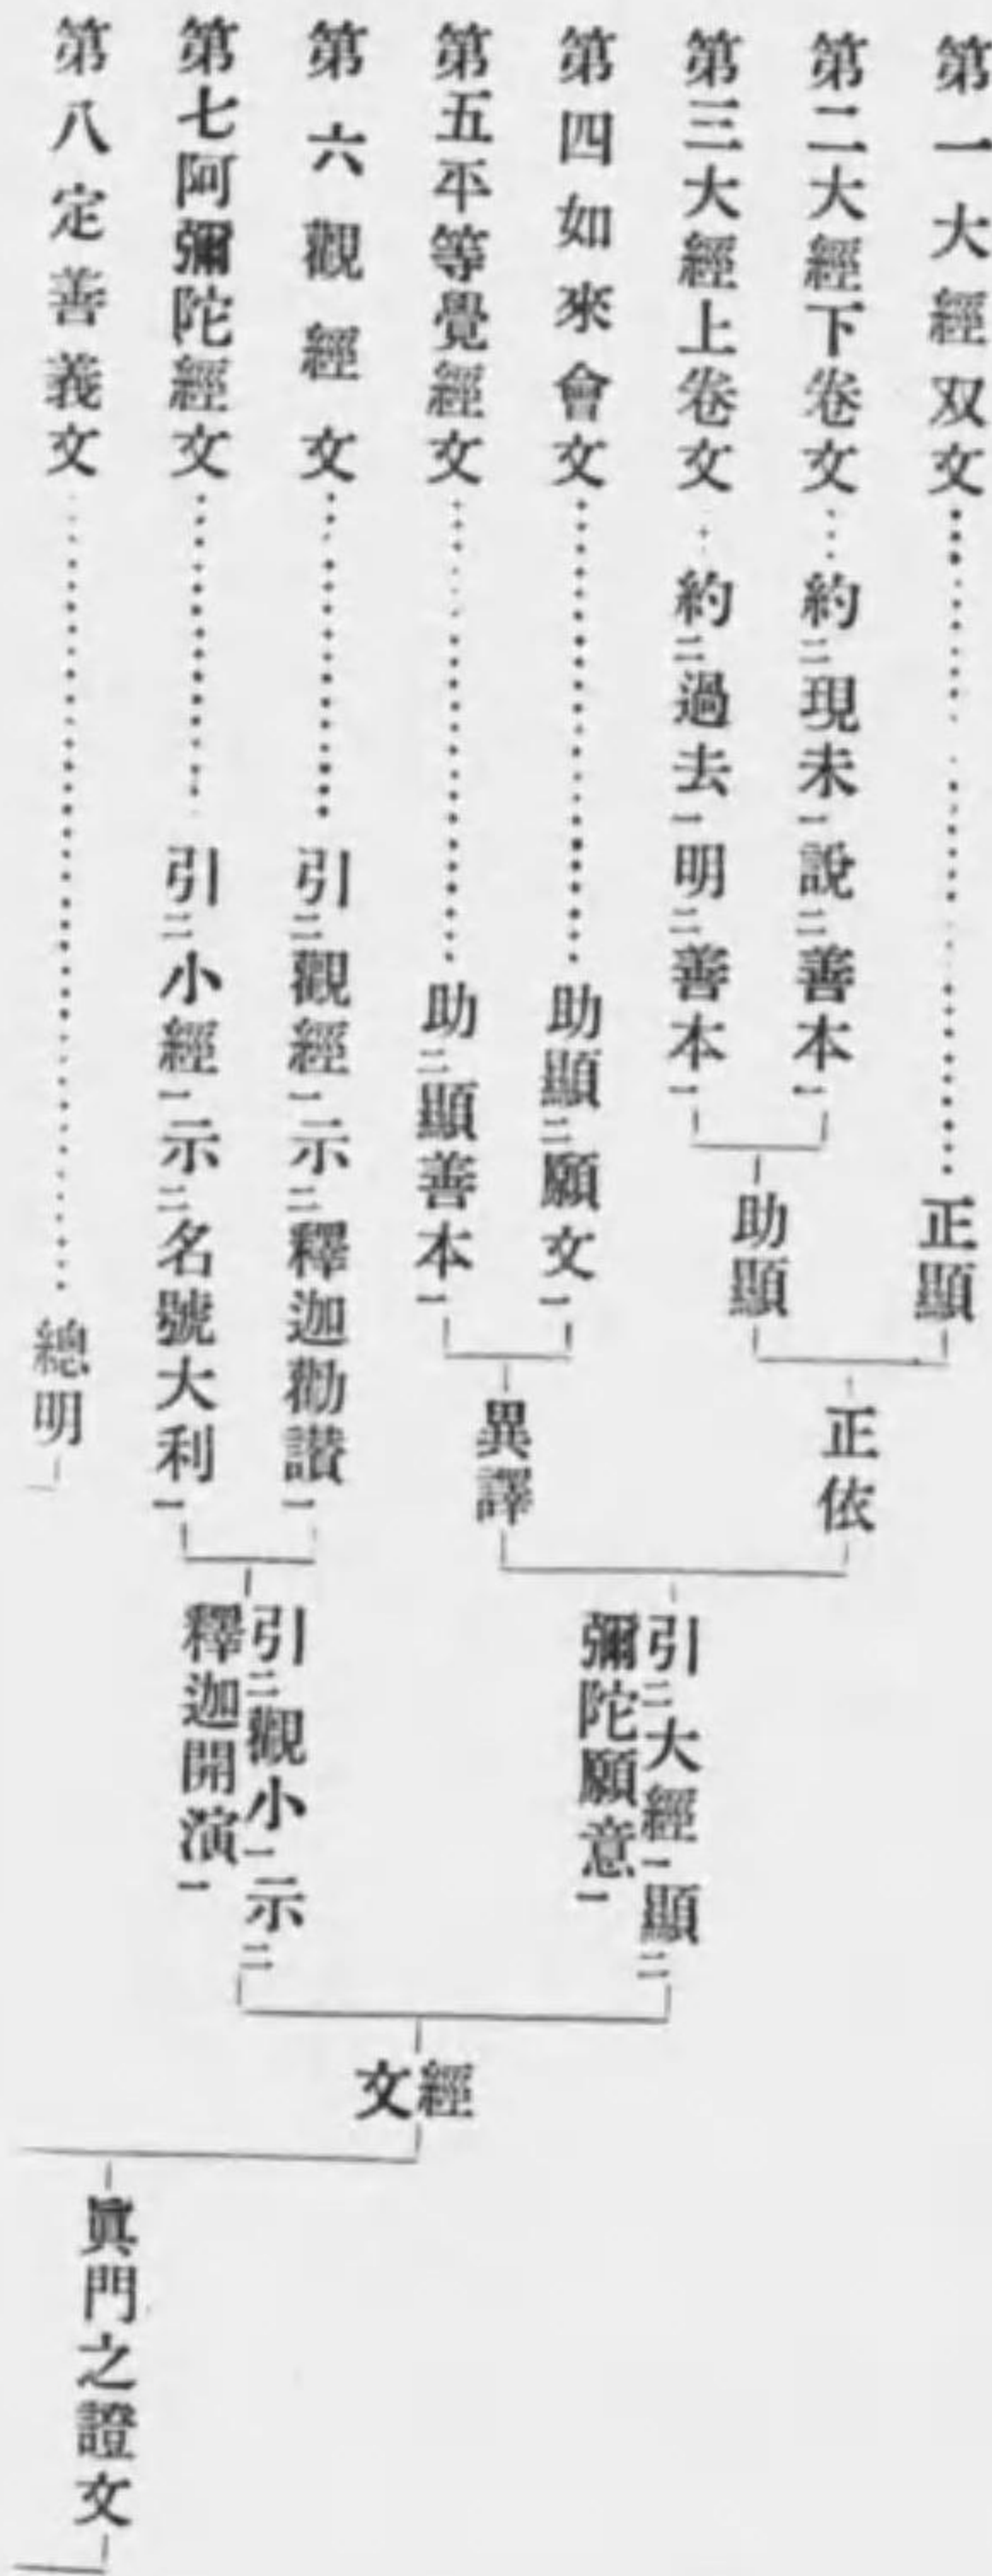 第一大經双文………正顯
第二大經下卷文…約㆓現未㆒說㆓善本㆒
第三大經上卷文…約㆓過去㆒明㆓善本㆒
助顯
正依
第四如來會文………助顯㆓願文㆒
第五平等覺經文………助㆓顯善本㆒
異譯
引㆓大經㆒顯㆓
彌陀願意㆒
第六觀經文………引㆓觀經㆒示㆓釋迦勸讃㆒
第七阿彌陀經文………引㆓小經㆒示㆓名號大利㆒
引㆓觀小㆒示㆓
釋迦開演㆒
經文
第八定善義文………總明
眞門之證文